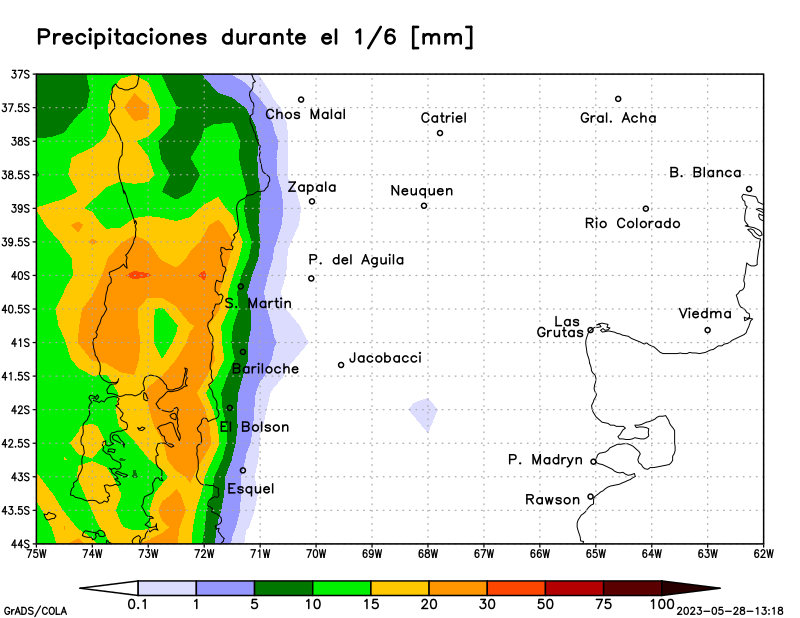 Precipitaciones durante el 1/6 [mm]
37S
37.5S
38S
38.5S
39S
39.5S
40S
40.5S
41S
41.5S
42S
42.5S
43S
43.5S
44S
Chos Malal
Catriel
Gral. Acha
B. Blanca
Zapala
Neuquen
Rio Colorado
P. del Aguila
S. Martin
Viedma
Las
Grutas
Jacobacci
Bariloche
El Bolson
P. Madryn
Esquel
Rawson
75W 74W 73W 72W 71W 70W 69W 68W 67W 66W 65W 64W 63W 62W
0.1 1 5 10 15 20 30 50 75 100
GrADS/COLA
2023-05-28-13:18